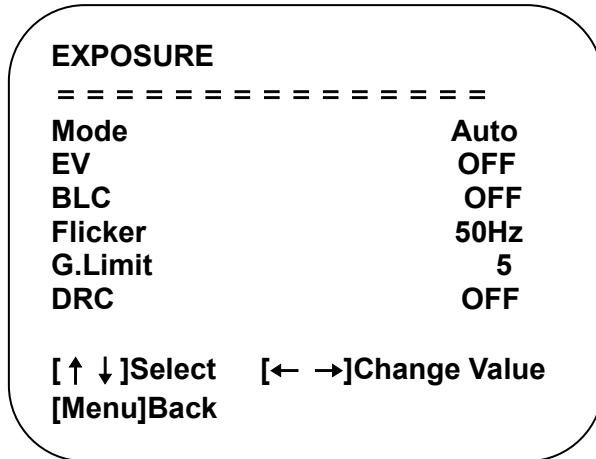 EXPOSURE
= = = = = = = = = = = = = = =
Mode Auto
EV OFF
BLC OFF
Flicker 50Hz
G.Limit 5
DRC OFF
[↑ ↓]Select [← →]Change Value
[Menu]Back